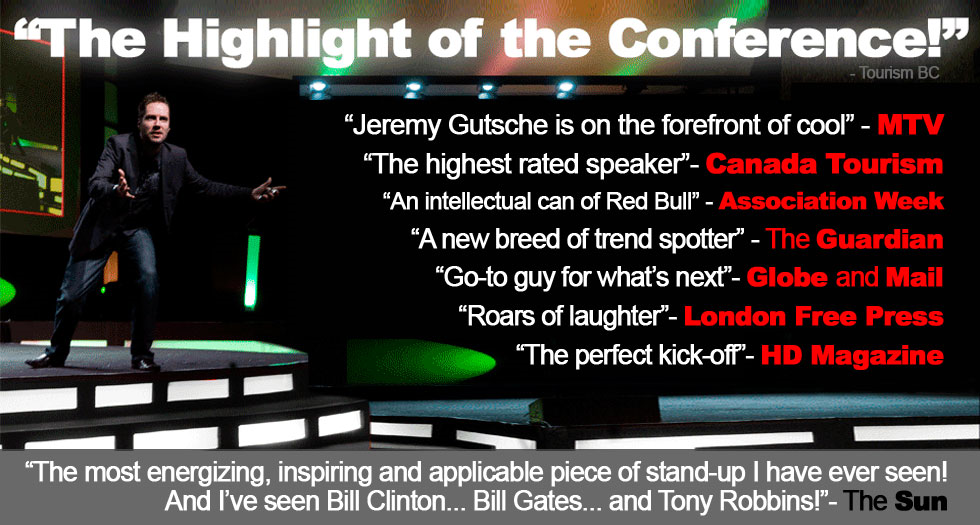 “The Highlight of the Conference!”
- Tourism BC
“Jeremy Gutsche is on the forefront of cool” - MTV
“The highest rated speaker”- Canada Tourism
“An intellectual can of Red Bull” - Association Week
“A new breed of trend spotter” - The Guardian
“Go-to guy for what’s next”- Globe and Mail
“Roars of laughter”- London Free Press
“The perfect kick-off”- HD Magazine
“The most energizing, inspiring and applicable piece of stand-up I have ever seen!
And I’ve seen Bill Clinton... Bill Gates... and Tony Robbins!”- The Sun